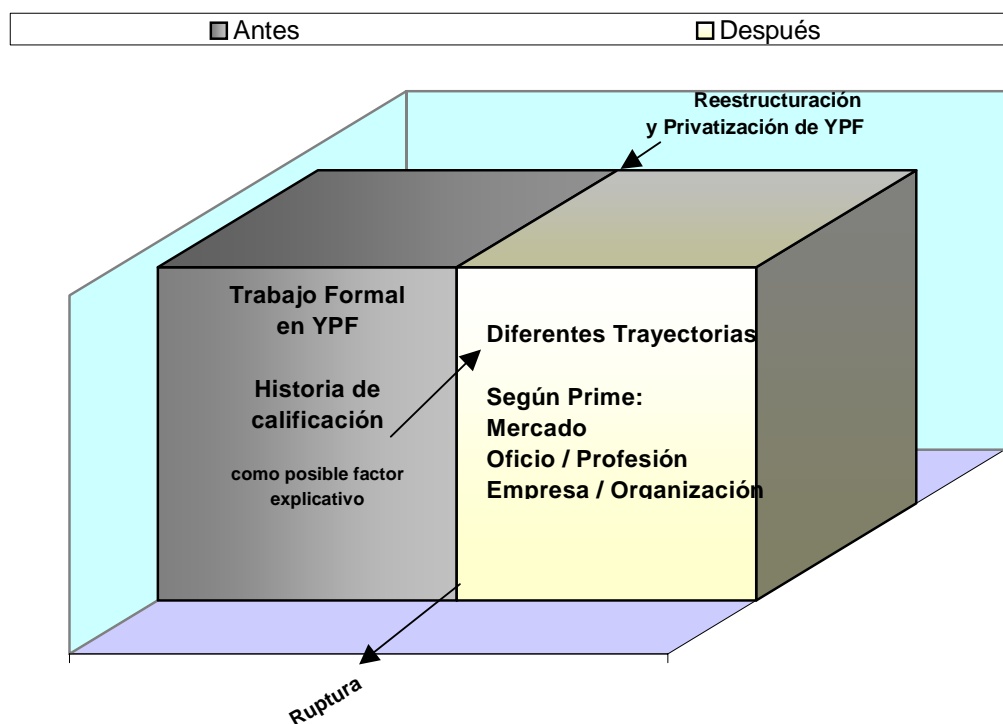 Antes
Después
Reestructuración
y Privatización de YPF
Trabajo Formal
en YPF
Historia de
calificación
como posible factor
explicativo
Diferentes Trayectorias
Según Prime:
Mercado
Oficio / Profesión
Empresa / Organización
Ruptura